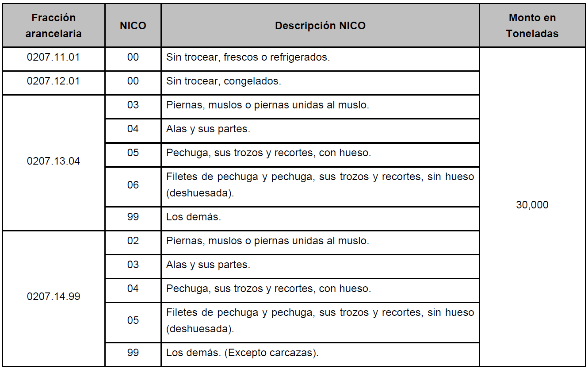 Fracción arancelaria NICO Descripción NICO Monto en Toneladas
0207.11.01 00 Sin trocear, frescos o refrigerados.
0207.12.01 00 Sin trocear, congelados.
0207.13.04 03 Piernas, muslos o piernas unidas al muslo.
04 Alas y sus partes.
05 Pechuga, sus trozos y recortes, con hueso.
06 Filetes de pechuga y pechuga, sus trozos y recortes, sin hueso
(deshuesada).
99 Los demás.
30,000
0207.14.99 02 Piernas, muslos o piernas unidas al muslo.
03 Alas y sus partes.
04 Pechuga, sus trozos y recortes, con hueso.
05 Filetes de pechuga y pechuga, sus trozos y recortes, sin hueso
(deshuesada).
99 Los demás. (Excepto carcazas).